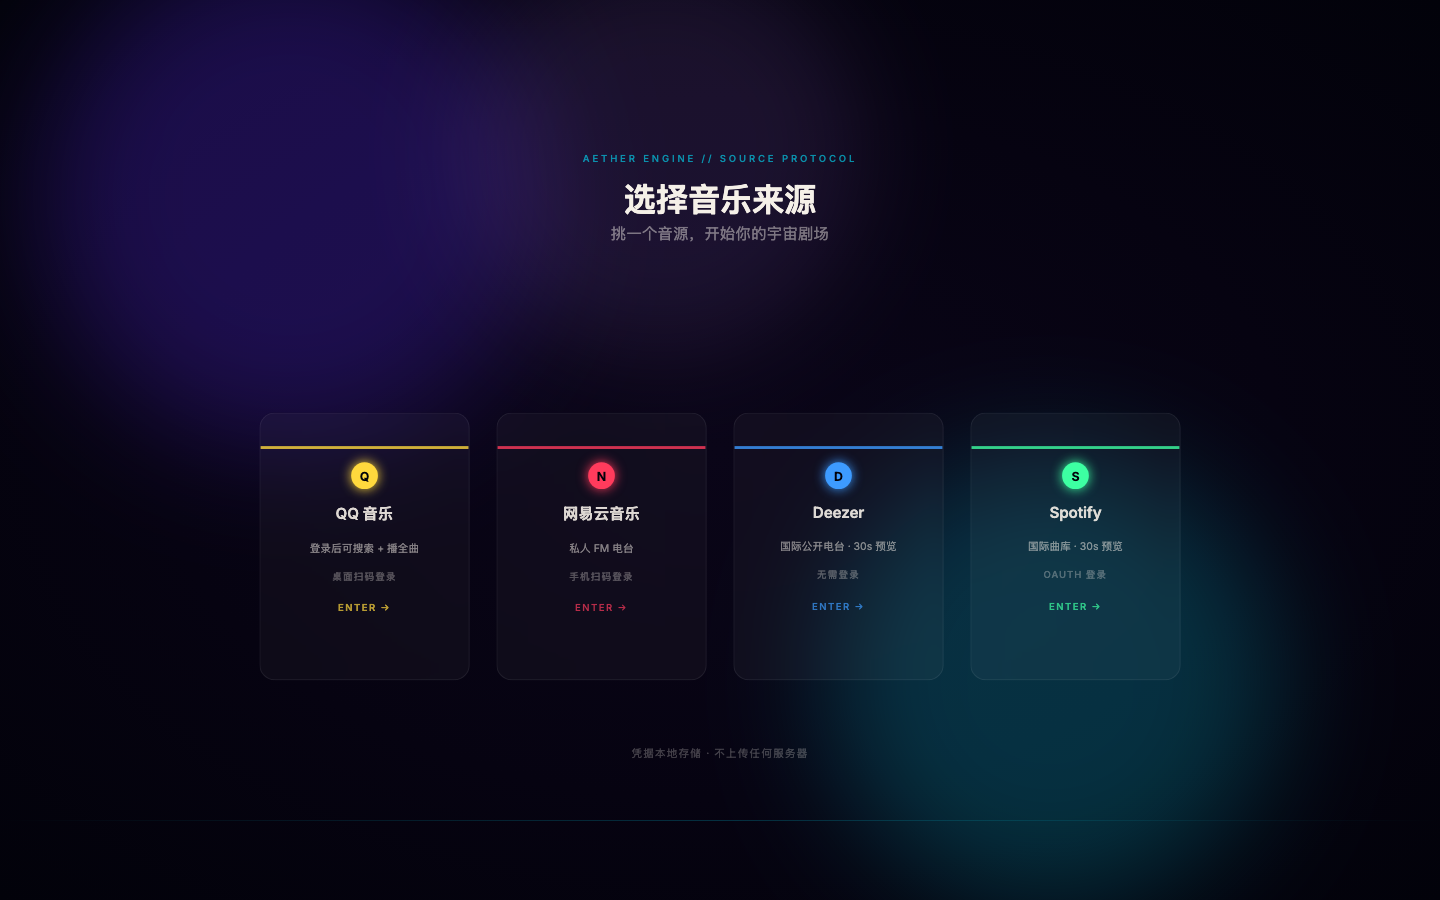 AETHER ENGINE // SOURCE PROTOCOL
选择音乐来源
挑一个音源，开始你的宇宙剧场
Q
QQ 音乐
登录后可搜索 + 播全曲
桌面扫码登录
ENTER →
N
网易云音乐
私人 FM 电台
手机扫码登录
ENTER →
D
Deezer
国际公开电台 · 30s 预览
无需登录
ENTER →
S
Spotify
国际曲库 · 30s 预览
OAUTH 登录
ENTER →
凭据本地存储 · 不上传任何服务器